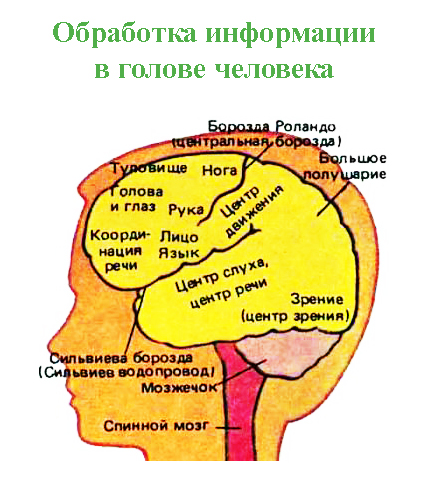 Обработка информации
в голове человека
Борозда Роландо
(центральная борозда)
Большое
полушарие
Туловище
Нога
Голова
и глаз
Рука
Центр
движения
Коорди-
нация
речи
Лицо
Язык
Центр слуха,
центр речи
Зрение
(центр зрения)
Сильвиева борозда
(Сильвиев водопровод)
Мозжечок
Спинной мозг